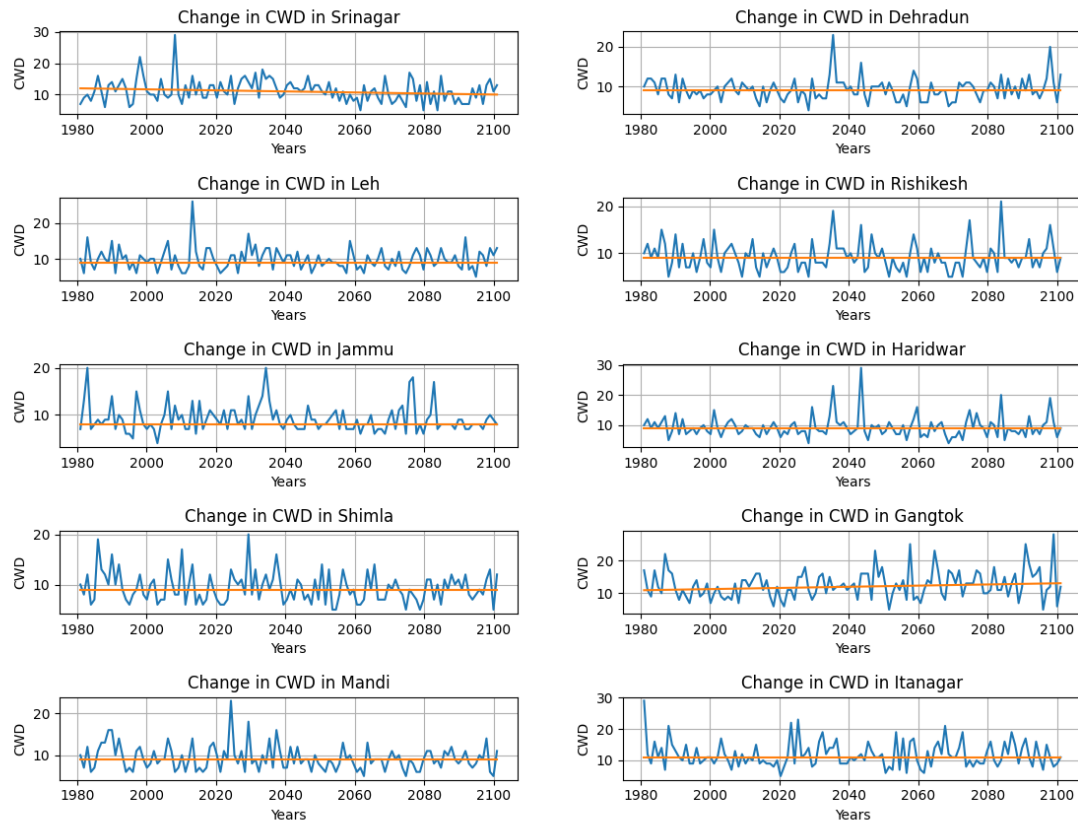 Change in CWD in Srinagar
30
20
10
CWD
1980 2000 2020 2040 2060 2080 2100
Years
Change in CWD in Dehradun
20
10
CWD
1980 2000 2020 2040 2060 2080 2100
Years
Change in CWD in Leh
20
10
CWD
1980 2000 2020 2040 2060 2080 2100
Years
Change in CWD in Rishikesh
20
10
CWD
1980 2000 2020 2040 2060 2080 2100
Years
Change in CWD in Jammu
20
10
CWD
1980 2000 2020 2040 2060 2080 2100
Years
Change in CWD in Haridwar
30
20
10
CWD
1980 2000 2020 2040 2060 2080 2100
Years
Change in CWD in Shimla
20
10
CWD
1980 2000 2020 2040 2060 2080 2100
Years
Change in CWD in Gangtok
20
10
CWD
1980 2000 2020 2040 2060 2080 2100
Years
Change in CWD in Mandi
20
10
CWD
1980 2000 2020 2040 2060 2080 2100
Years
Change in CWD in Itanagar
30
20
10
CWD
1980 2000 2020 2040 2060 2080 2100
Years